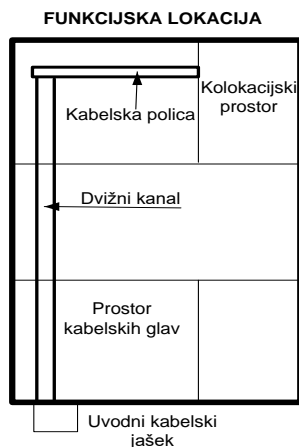 FUNKCIJSKA LOKACIJA
Kolokacijski
prostor
Kabelska polica
Dvižni kanal
Prostor
kabelskih glav
Uvodni kabelski
jašek